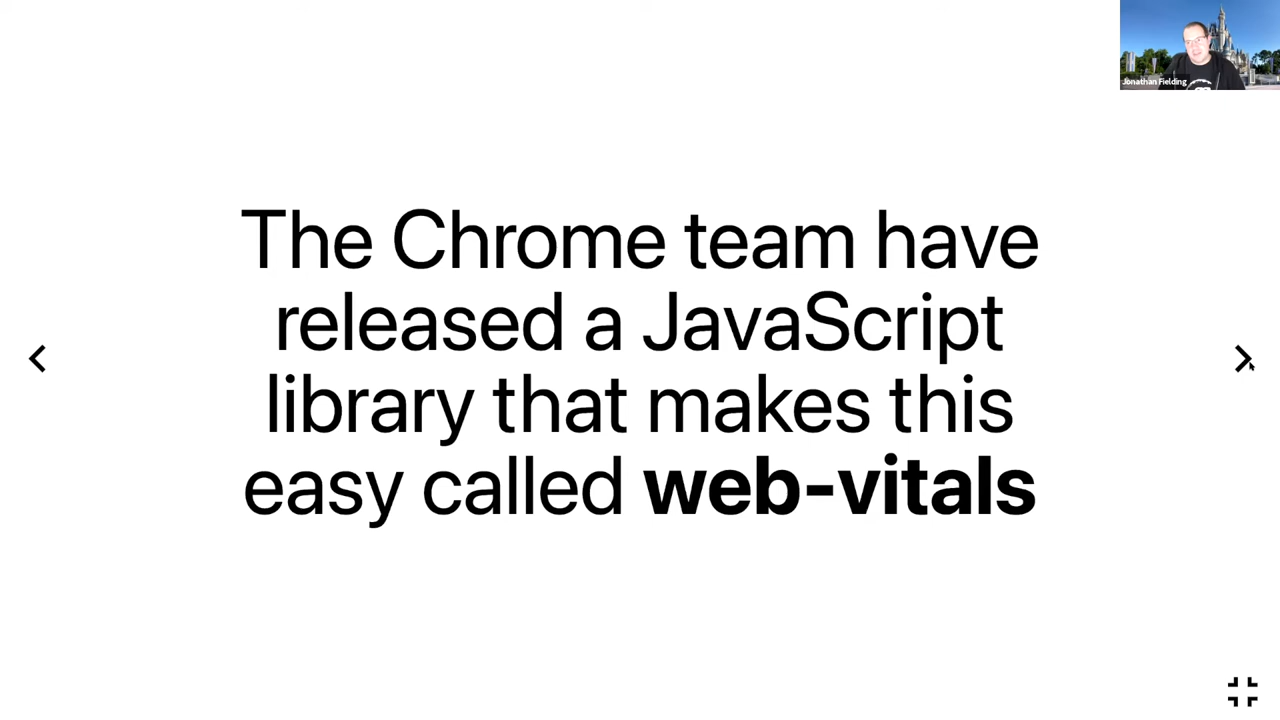 Jonathan Fielding
The Chrome team have
released a JavaScript
library that makes this
easy called web-vitals